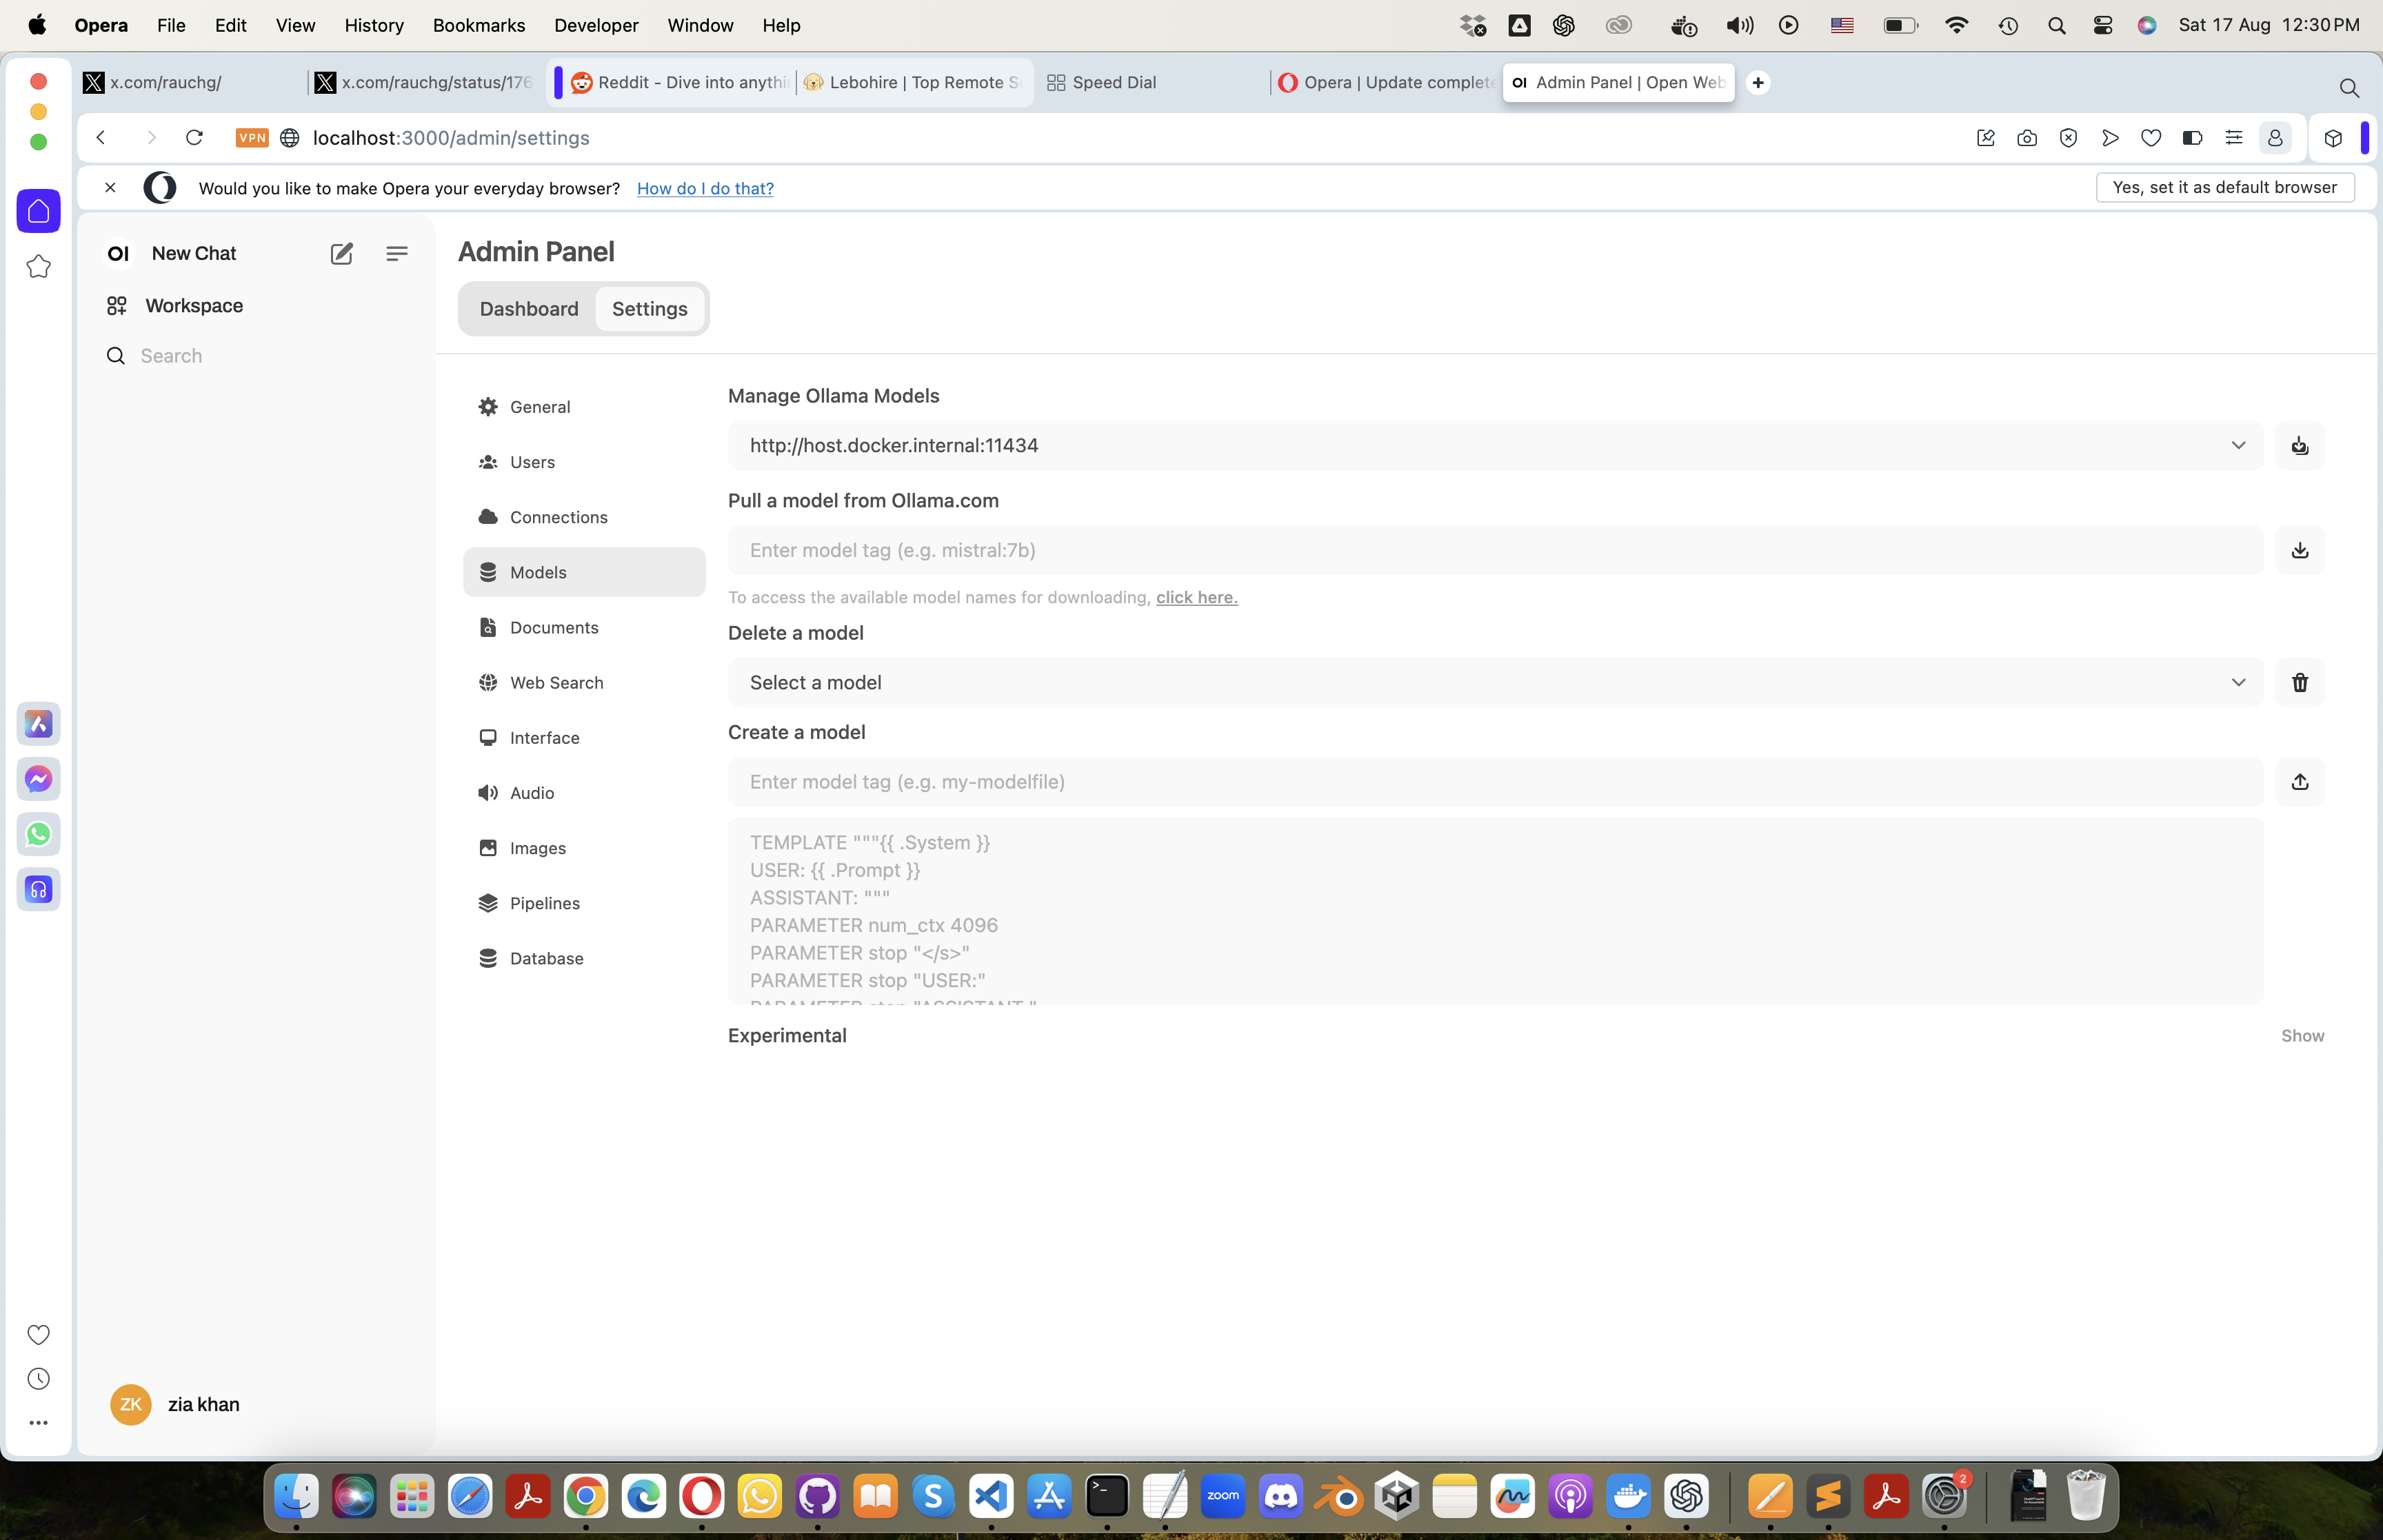 Opera File Edit View History Bookmarks Developer Window Help Sat 17 Aug 12:30 PM
x.com/rauchg/ x.com/rauchg/status/176 Reddit - Dive into anythi Lebohire | Top Remote S Speed Dial Opera | Update complete OI Admin Panel | Open Web
VPN localhost:3000/admin/settings
Would you like to make Opera your everyday browser? How do I do that? Yes, set it as default browser
OI New Chat
Workspace
Search
Admin Panel
Dashboard Settings
General
Users
Connections
Models
Documents
Web Search
Interface
Audio
Images
Pipelines
Database
Manage Ollama Models
http://host.docker.internal:11434
Pull a model from Ollama.com
Enter model tag (e.g. mistral:7b)
To access the available model names for downloading, click here.
Delete a model
Select a model
Create a model
Enter model tag (e.g. my-modelfile)
TEMPLATE """{{ .System }}
USER: {{ .Prompt }}
ASSISTANT: """
PARAMETER num_ctx 4096
PARAMETER stop "</s>"
PARAMETER stop "USER:"
PARAMETER stop "ASSISTANT:"
Experimental Show
ZK zia khan
zoom
2